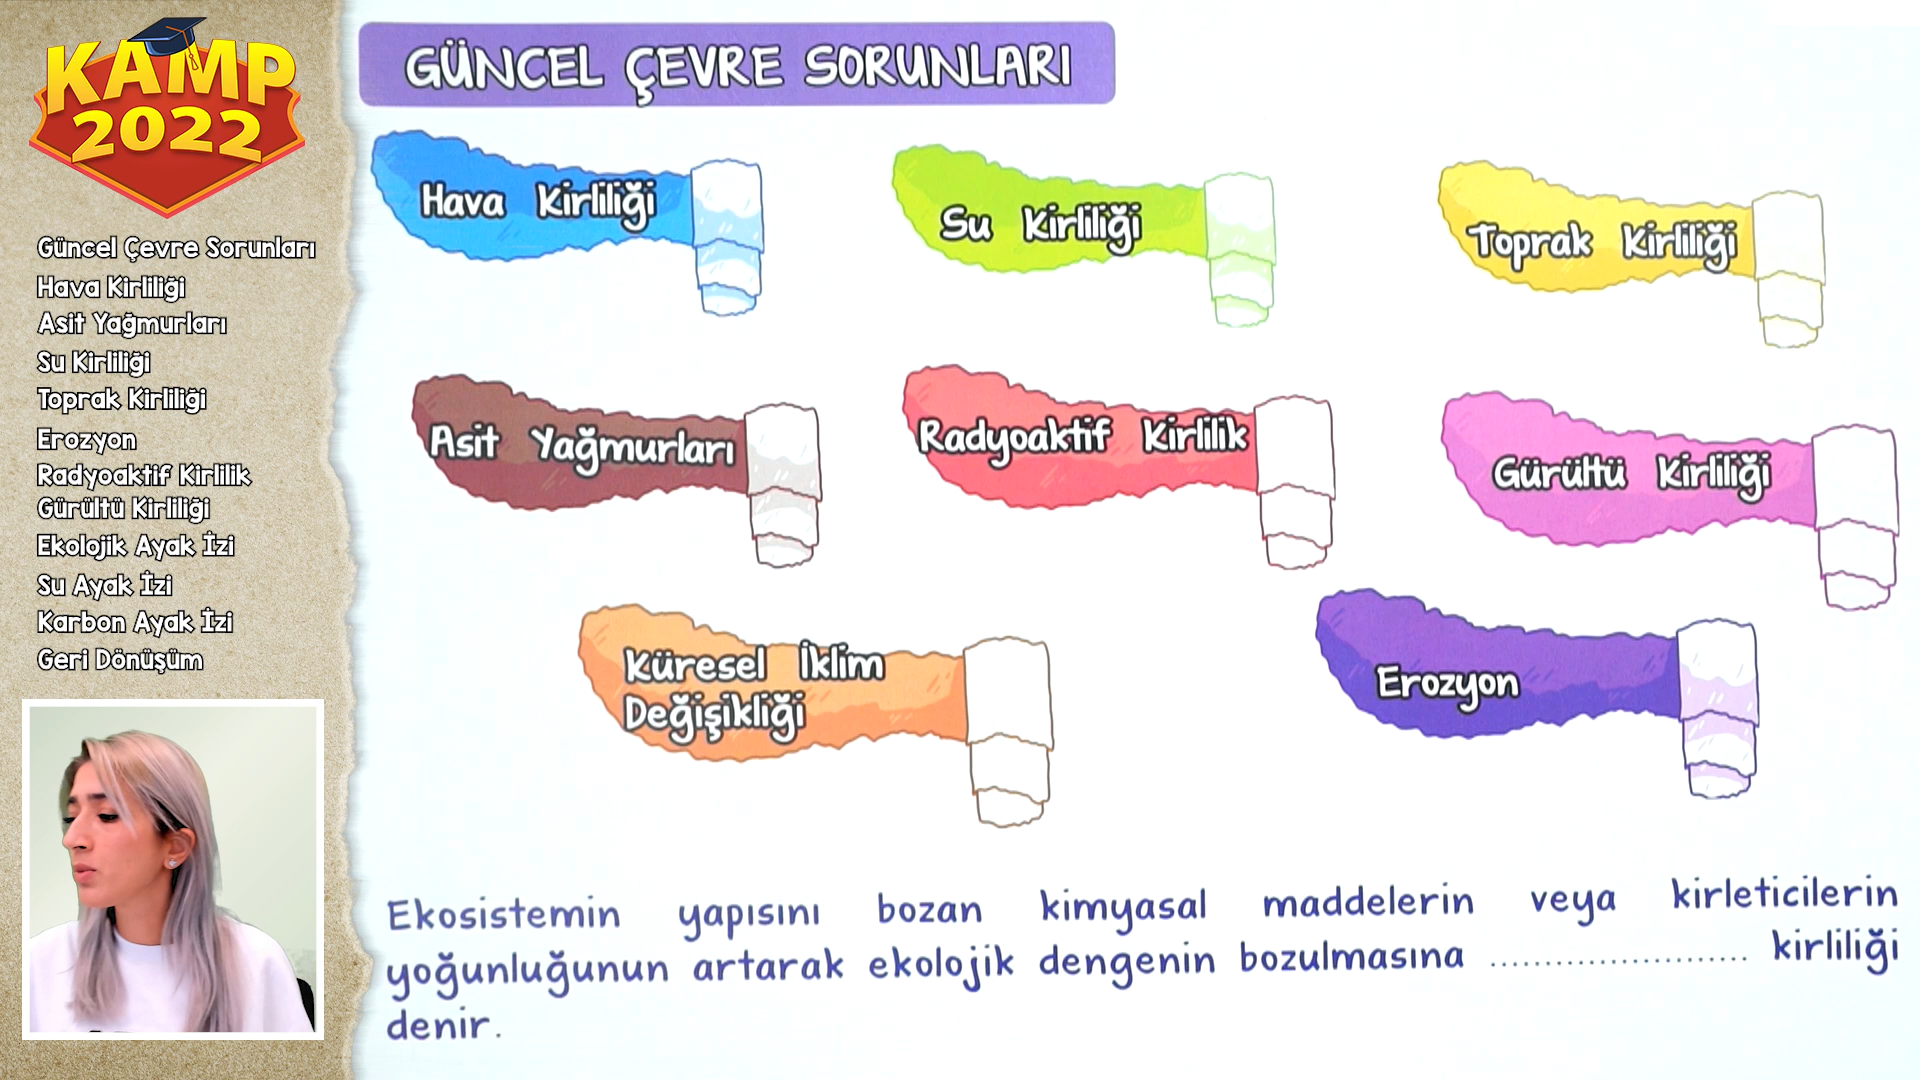 KAMP
2022
Güncel Çevre Sorunları
Hava Kirliliği
Asit Yağmurları
Su Kirliliği
Toprak Kirliliği
Erozyon
Radyoaktif Kirlilik
Gürültü Kirliliği
Ekolojik Ayak İzi
Su Ayak İzi
Karbon Ayak İzi
Geri Dönüşüm
GÜNCEL ÇEVRE SORUNLARI
Hava Kirliliği
Su Kirliliği
Toprak Kirliliği
Asit Yağmurları
Radyoaktif Kirlilik
Gürültü Kirliliği
Küresel İklim
Değişikliği
Erozyon
Ekosistemin yapısını bozan kimyasal maddelerin veya kirleticilerin
yoğunluğunun artarak ekolojik dengenin bozulmasına .......................... kirliliği
denir.